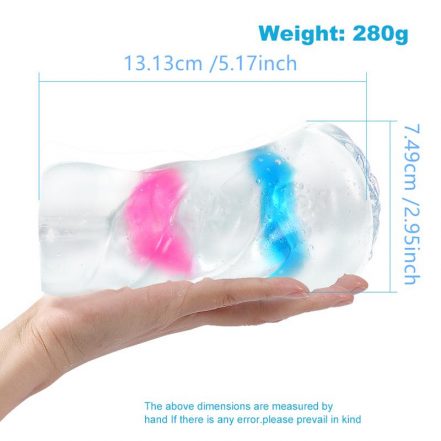 Weight: 280g
13.13cm /5.17inch
7.49cm /2.95inch
The above dimensions are measured by
hand If there is any error.please prevail in kind